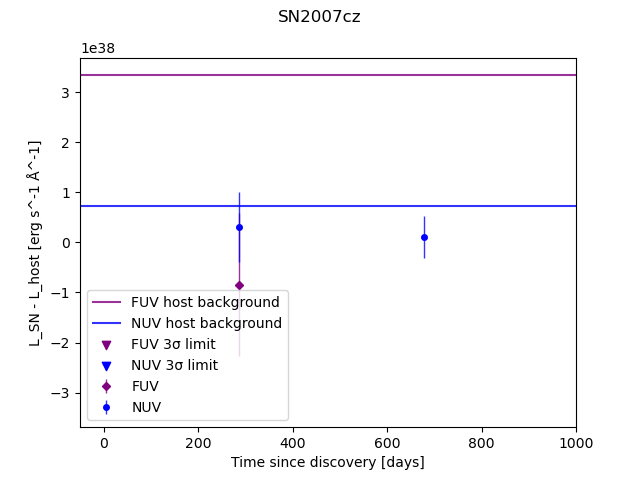 SN2007cz
1e38
3
2
1
0
−1
−2
−3
L_SN - L_host [erg s^-1 Å^-1]
FUV host background
NUV host background
FUV 3σ limit
NUV 3σ limit
FUV
NUV
0 200 400 600 800 1000
Time since discovery [days]